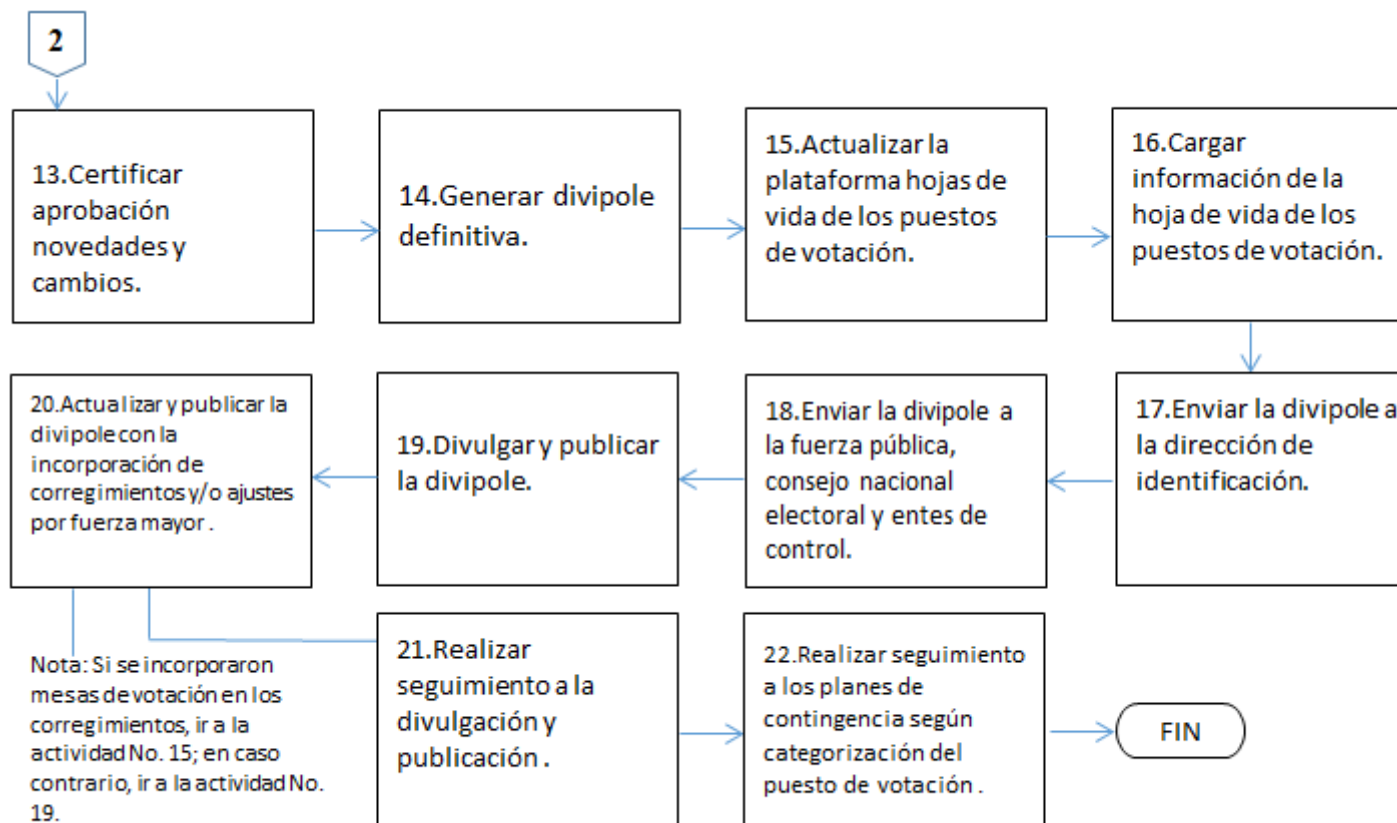 2
13.Certificar
aprobación
novedades y
cambios.
14.Generar divipole
definitiva.
15.Actualizar la
plataforma hojas de
vida de los puestos
de votación.
16.Cargar
información de la
hoja de vida de los
puestos de votación.
17.Enviar la divipole a
la dirección de
identificación.
18.Enviar la divipole a
la fuerza pública,
consejo nacional
electoral y entes de
control.
19.Divulgar y publicar
la divipole.
20.Actualizar y publicar la
divipole con la
incorporación de
corregimientos y/o ajustes
por fuerza mayor .
Nota: Si se incorporaron
mesas de votación en los
corregimientos, ir a la
actividad No. 15; en caso
contrario, ir a la actividad No.
19.
21.Realizar
seguimiento a la
divulgación y
publicación .
22.Realizar seguimiento
a los planes de
contingencia según
categorización del
puesto de votación .
FIN